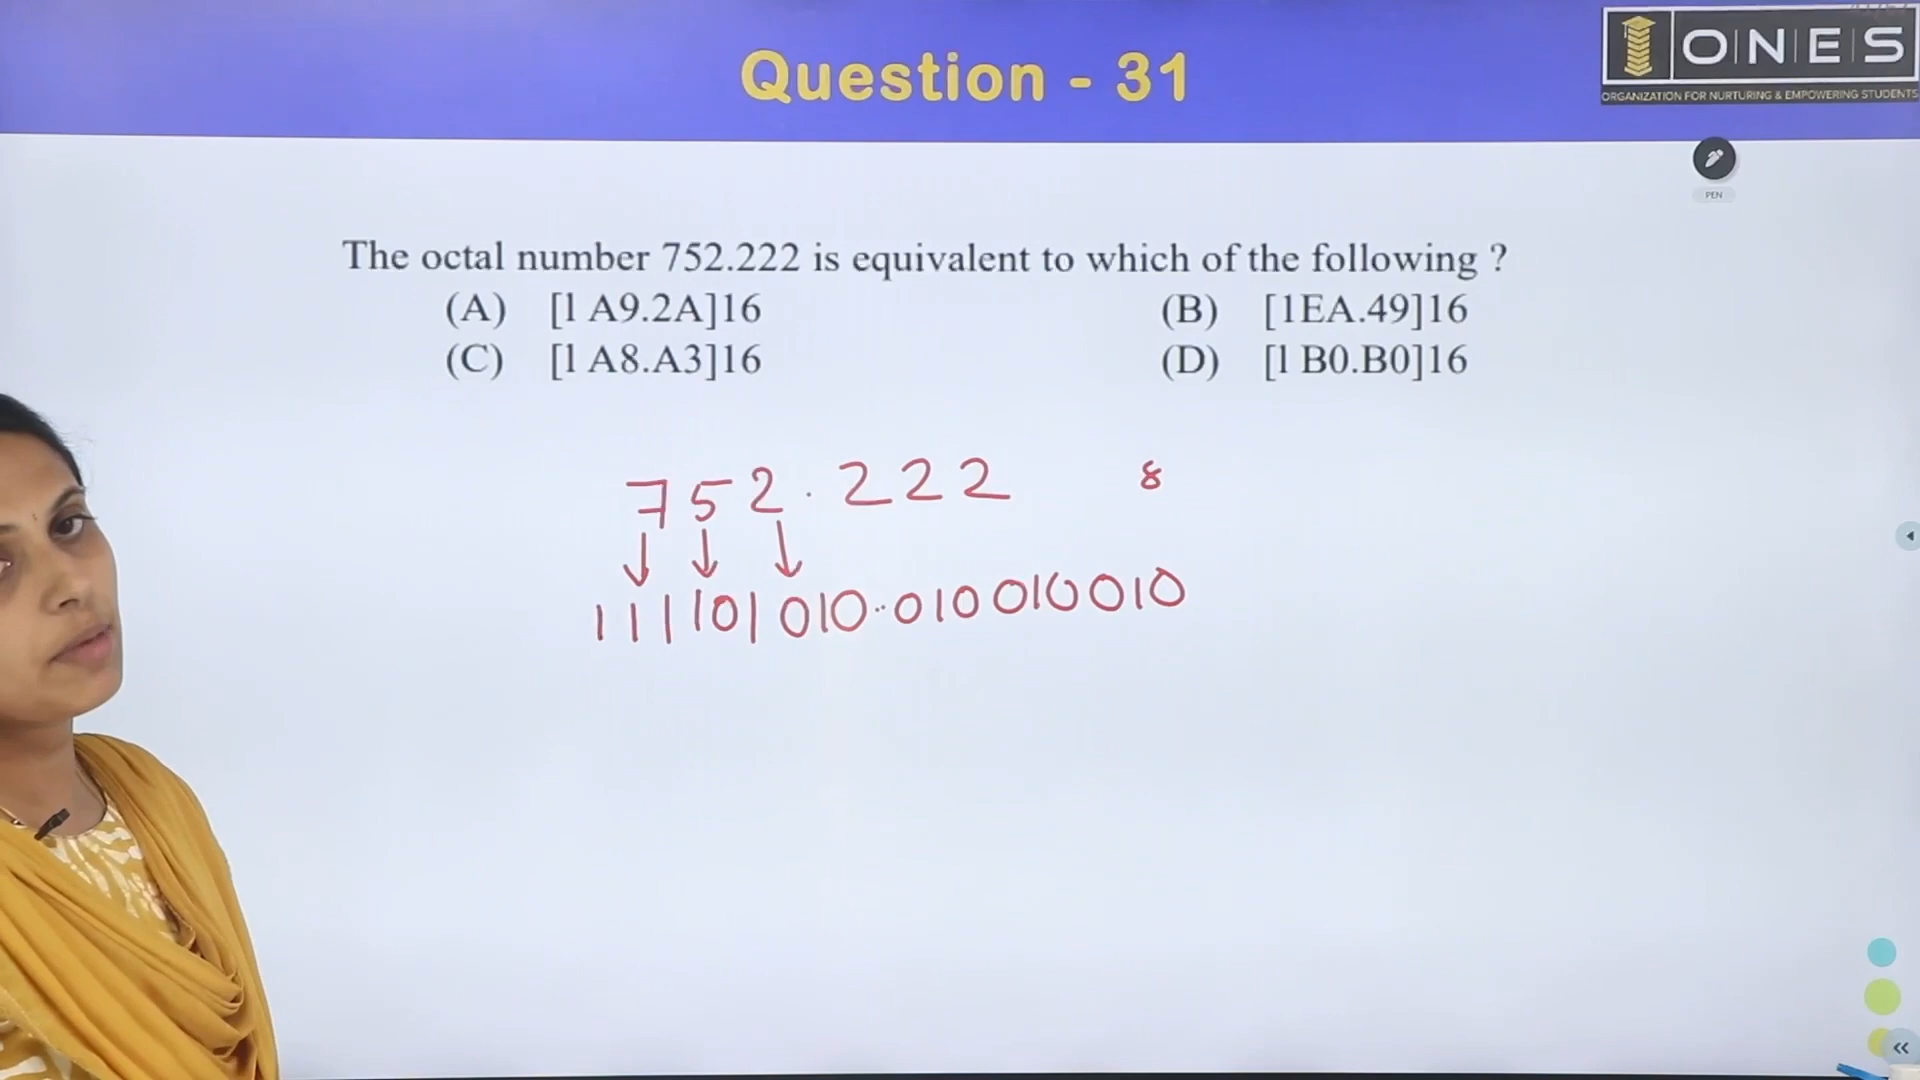 Question - 31
ONES
ORGANIZATION FOR NURTURING & EMPOWERING STUDENTS
PEN
The octal number 752.222 is equivalent to which of the following ?
(A) [1 A9.2A]16 (B) [1EA.49]16
(C) [1 A8.A3]16 (D) [1 B0.B0]16
752.222 8
111101010.010010010